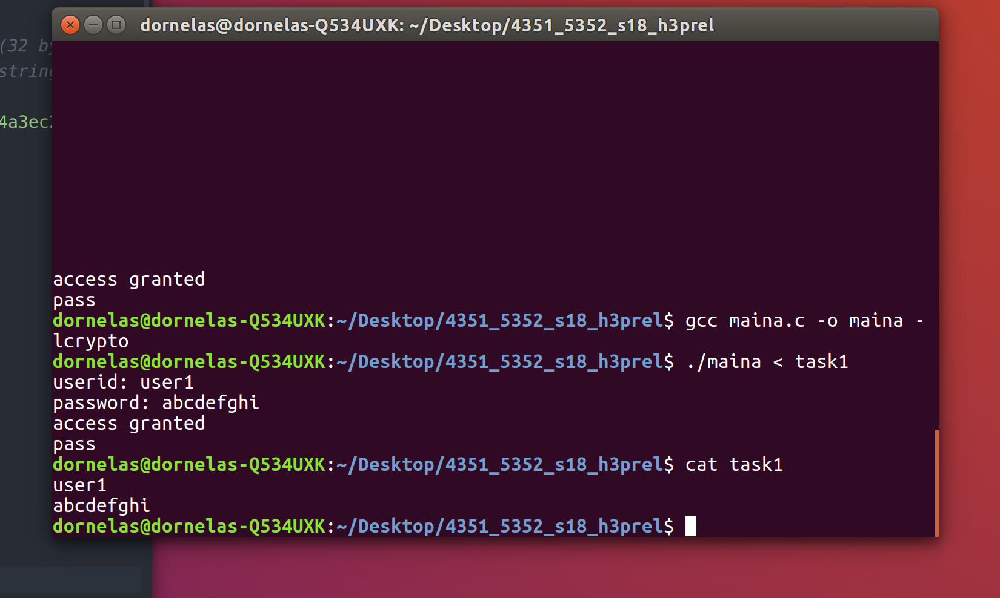 dornelas@dornelas-Q534UXK: ~/Desktop/4351_5352_s18_h3prel
(32
access granted
pass
dornelas@dornelas-Q534UXK:~/Desktop/4351_5352_s18_h3prel$ gcc maina.c -o maina -
lcrypto
dornelas@dornelas-Q534UXK:~/Desktop/4351_5352_s18_h3prel$ ./maina < task1
userid: user1
password: abcdefghi
access granted
pass
dornelas@dornelas-Q534UXK:~/Desktop/4351_5352_s18_h3prel$ cat task1
user1
abcdefghi
dornelas@dornelas-Q534UXK:~/Desktop/4351_5352_s18_h3prel$